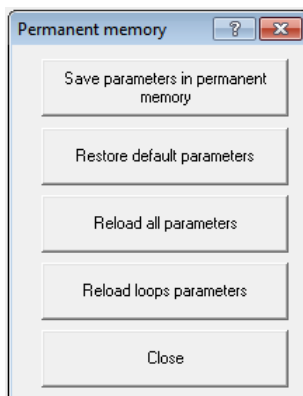 Permanent memory
?
Save parameters in permanent
memory
Restore default parameters
Reload all parameters
Reload loops parameters
Close